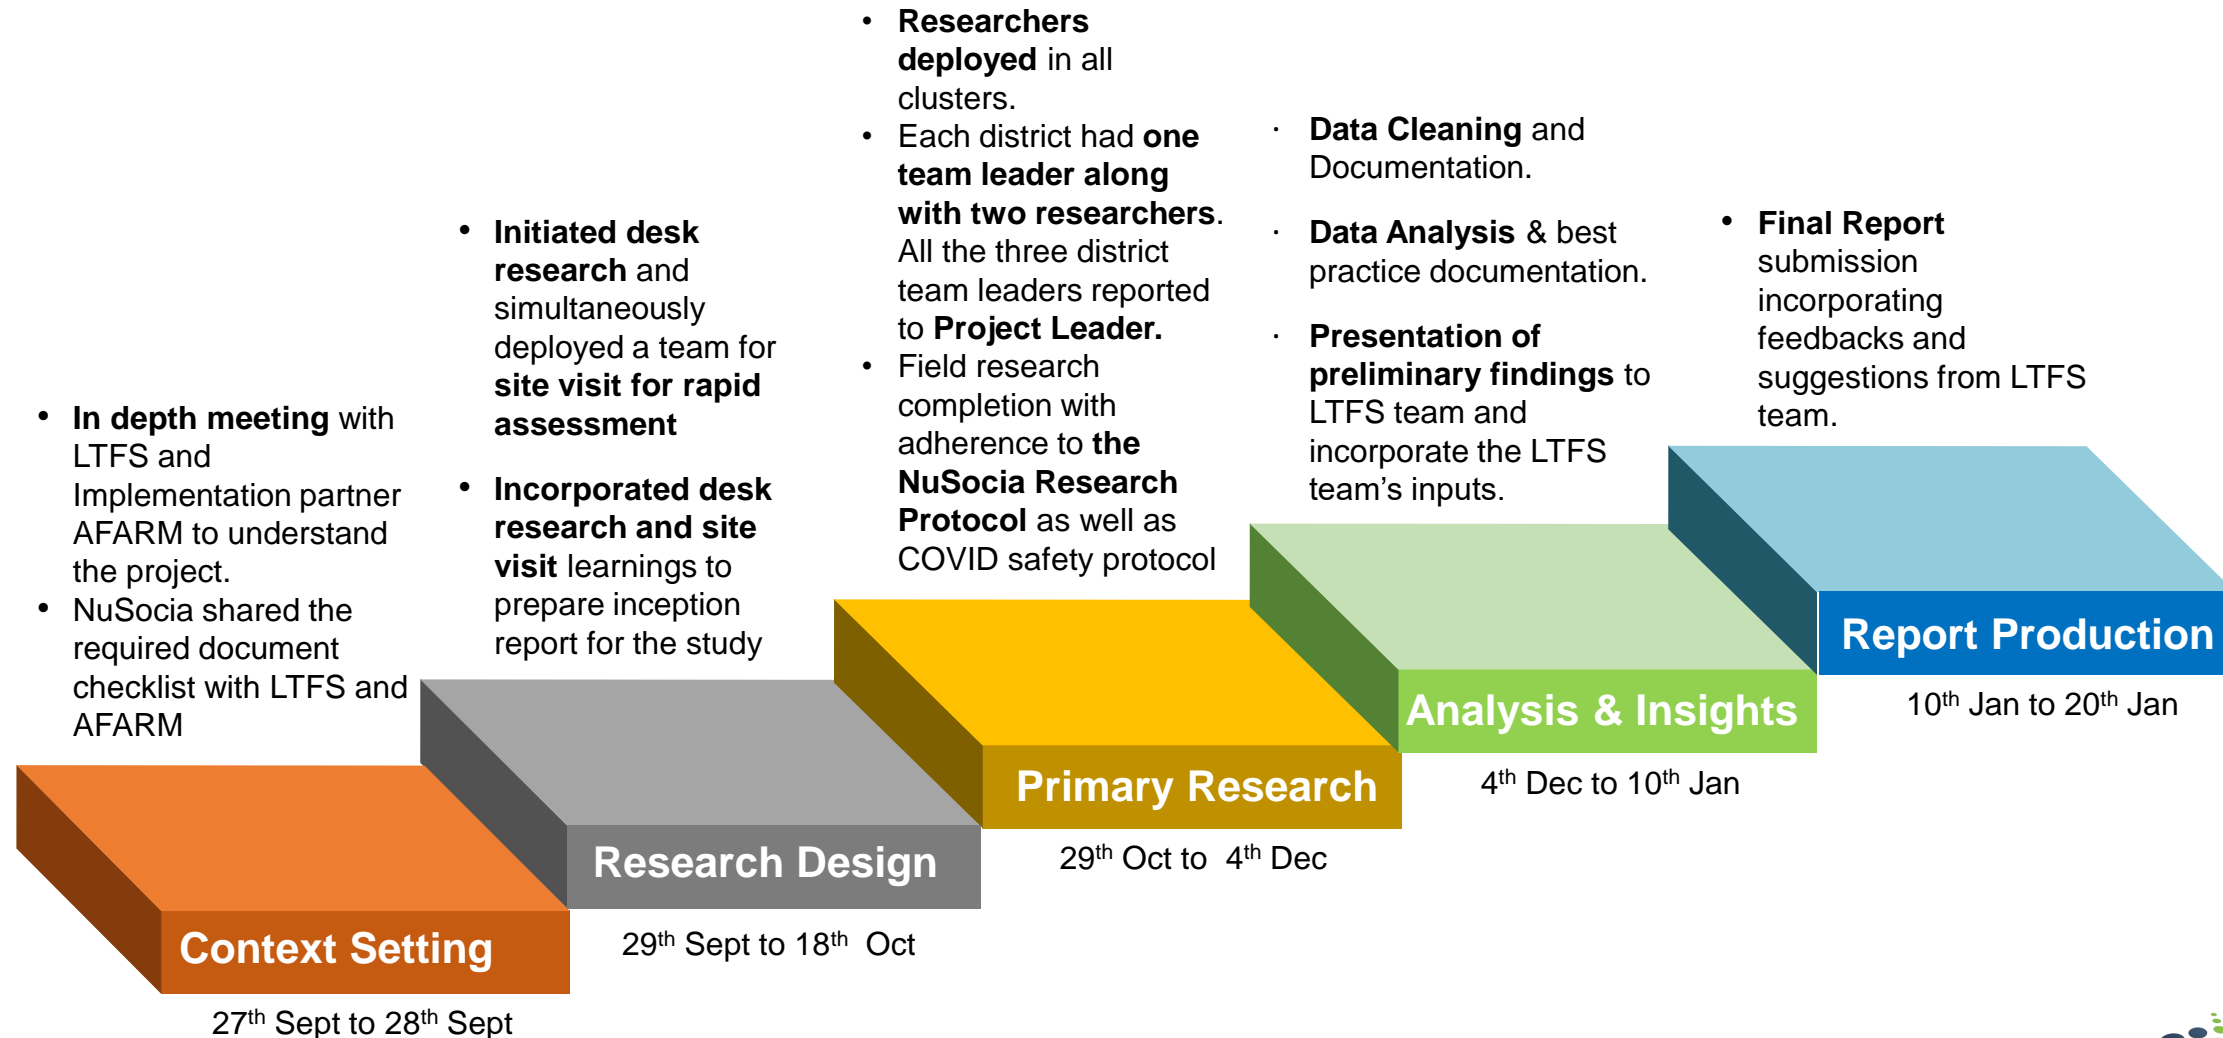 • In depth meeting with
LTFS and
Implementation partner
AFARM to understand
the project.
• NuSocia shared the
required document
checklist with LTFS and
AFARM
Context Setting
27th Sept to 28th Sept
• Initiated desk
research and
simultaneously
deployed a team for
site visit for rapid
assessment
• Incorporated desk
research and site
visit learnings to
prepare inception
report for the study
Research Design
29th Sept to 18th Oct
• Researchers
deployed in all
clusters.
• Each district had one
team leader along
with two researchers.
All the three district
team leaders reported
to Project Leader.
• Field research
completion with
adherence to the
NuSocia Research
Protocol as well as
COVID safety protocol
Primary Research
29th Oct to 4th Dec
· Data Cleaning and
Documentation.
· Data Analysis & best
practice documentation.
· Presentation of
preliminary findings to
LTFS team and
incorporate the LTFS
team’s inputs.
Analysis & Insights
4th Dec to 10th Jan
• Final Report
submission
incorporating
feedbacks and
suggestions from LTFS
team.
Report Production
10th Jan to 20th Jan